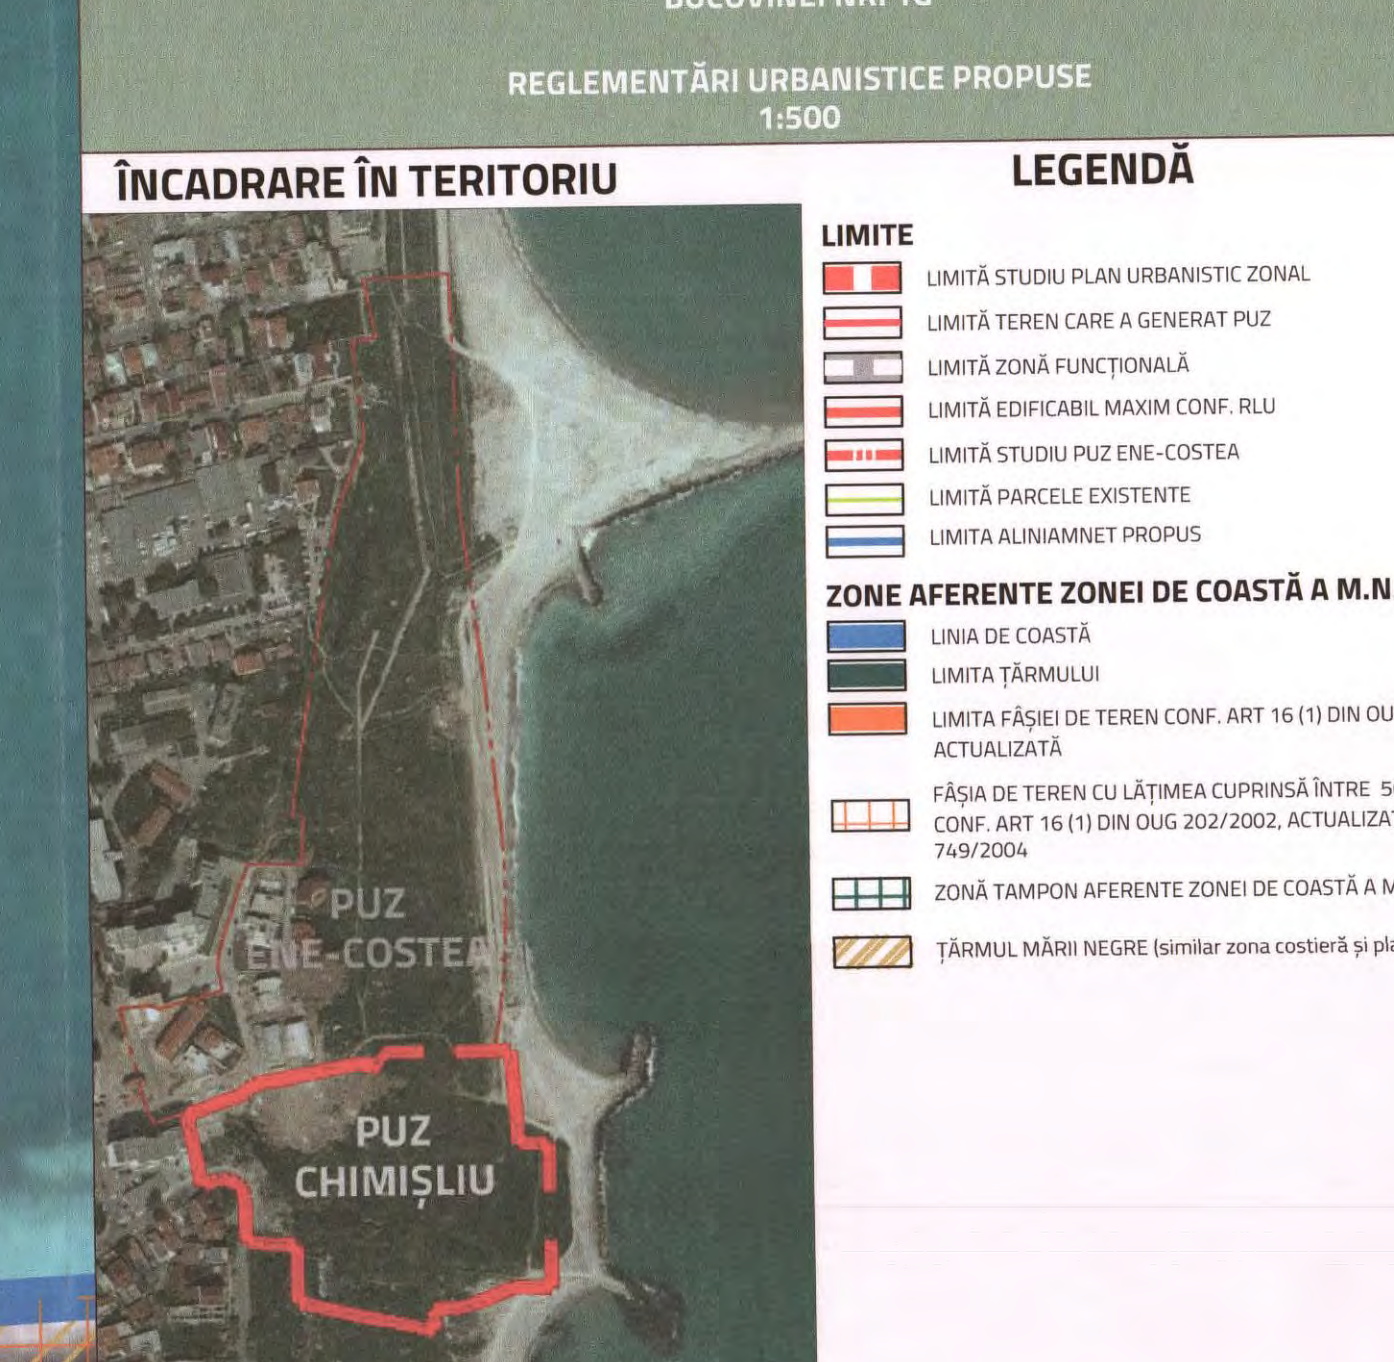 REGLEMENTĂRI URBANISTICE PROPUSE
1:500
ÎNCADRARE ÎN TERITORIU
PUZ
ENE-COSTEA
PUZ
CHIMIȘLIU
LEGENDĂ
LIMITE
LIMITĂ STUDIU PLAN URBANISTIC ZONAL
LIMITĂ TEREN CARE A GENERAT PUZ
LIMITĂ ZONĂ FUNCȚIONALĂ
LIMITĂ EDIFICABIL MAXIM CONF. RLU
LIMITĂ STUDIU PUZ ENE-COSTEA
LIMITĂ PARCELE EXISTENTE
LIMITA ALINIAMNET PROPUS
ZONE AFERENTE ZONEI DE COASTĂ A M.N
LINIA DE COASTĂ
LIMITA ȚĂRMULUI
LIMITA FÂȘIEI DE TEREN CONF. ART 16 (1) DIN OU
ACTUALIZATĂ
FÂȘIA DE TEREN CU LĂȚIMEA CUPRINSĂ ÎNTRE
CONF. ART 16 (1) DIN OUG 202/2002, ACTUALIZA
749/2004
ZONĂ TAMPON AFERENTE ZONEI DE COASTĂ A M
ȚĂRMUL MĂRII NEGRE (similar zona costieră și pla